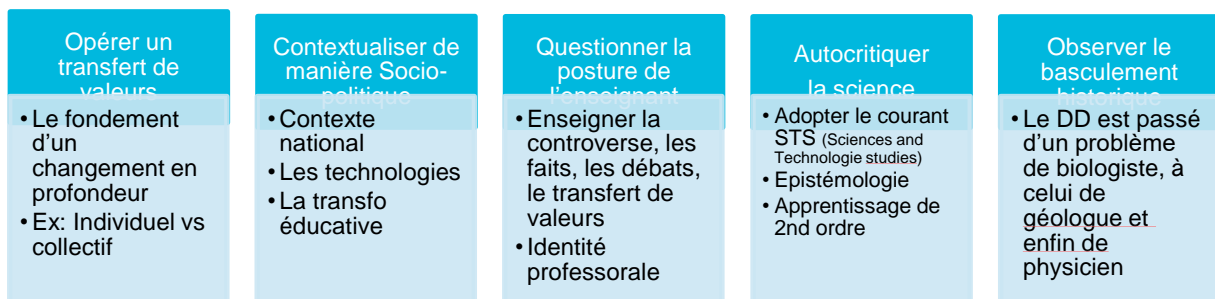 Opérer un
transfert de
valeurs
• Le fondement
d'un
changement en
profondeur
• Ex: Individuel vs
collectif
Contextualiser de
manière Socio-
politique
• Contexte
national
• Les technologies
• La transfo
éducative
Questionner la
posture de
l'enseignant
• Enseigner la
controverse, les
faits, les débats,
le transfert de
valeurs
• Identité
professorale
Autocritiquer
la science
• Adopter le courant
STS (Sciences and
Technologie studies)
• Epistémologie
• Apprentissage de
2nd ordre
Observer le
basculement
historique
• Le DD est passé
d'un problème
de biologiste, à
celui de
géologue et
enfin de
physicien